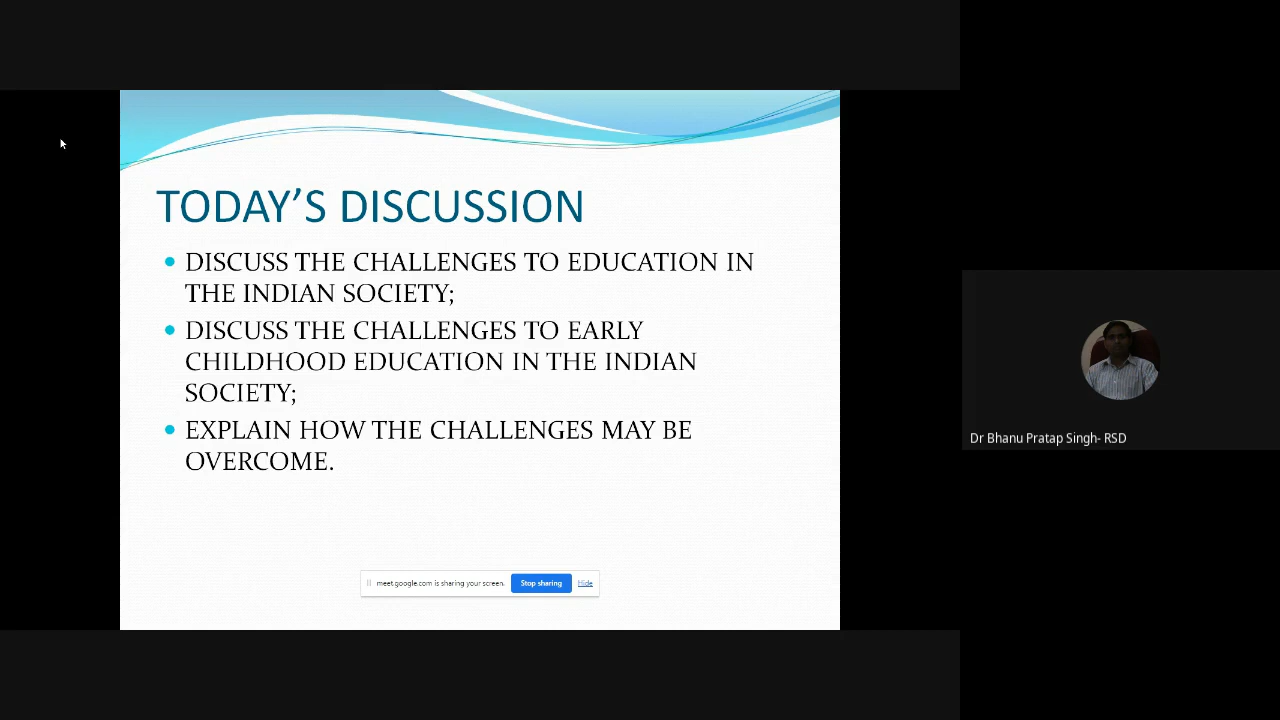 TODAY’S DISCUSSION
• DISCUSS THE CHALLENGES TO EDUCATION IN
THE INDIAN SOCIETY;
• DISCUSS THE CHALLENGES TO EARLY
CHILDHOOD EDUCATION IN THE INDIAN
SOCIETY;
• EXPLAIN HOW THE CHALLENGES MAY BE
OVERCOME.
meet.google.com is sharing your screen. Stop sharing Hide
Dr Bhanu Pratap Singh- RSD